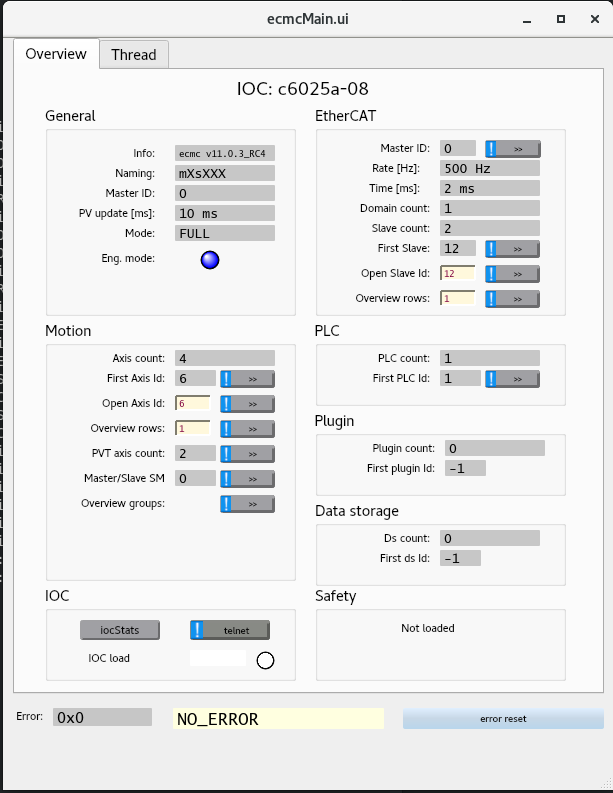 ecmcMain.ui
Overview Thread
IOC: c6025a-08
General
Info: ecmc v11.0.3_RC4
Naming: mXsXXX
Master ID: 0
PV update [ms]: 10 ms
Mode: FULL
Eng. mode:
EtherCAT
Master ID: 0 ! >>
Rate [Hz]: 500 Hz
Time [ms]: 2 ms
Domain count: 1
Slave count: 2
First Slave: 12 ! >>
Open Slave Id: 12 ! >>
Overview rows: 1 ! >>
Motion
Axis count: 4
First Axis Id: 6 ! >>
Open Axis Id: 6 ! >>
Overview rows: 1 ! >>
PVT axis count: 2 ! >>
Master/Slave SM 0 ! >>
Overview groups: ! >>
PLC
PLC count: 1
First PLC Id: 1 ! >>
Plugin
Plugin count: 0
First plugin Id: -1
Data storage
Ds count: 0
First ds Id: -1
IOC
iocStats ! telnet
IOC load
Safety
Not loaded
Error: 0x0 NO_ERROR error reset